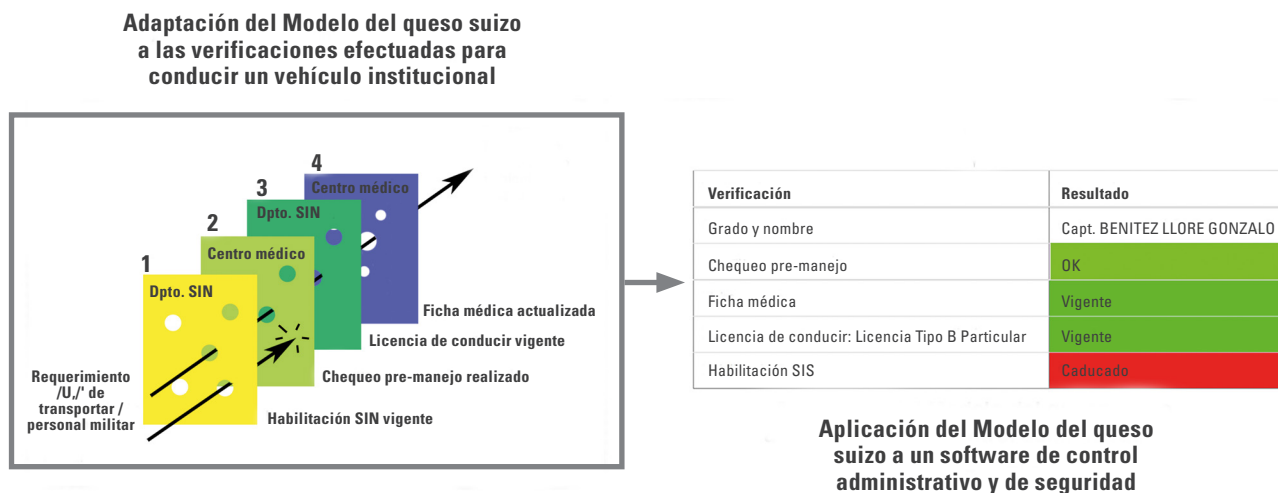 Adaptación del Modelo del queso suizo
a las verificaciones efectuadas para
conducir un vehículo institucional
1
Dpto. SIN
2
Centro médico
3
Dpto. SIN
4
Centro médico
Ficha médica actualizada
Licencia de conducir vigente
Chequeo pre-manejo realizado
Habilitación SIN vigente
Requerimiento
/U,/' de
transportar /
personal militar
Verificación Resultado
Grado y nombre Capt. BENITEZ LLORE GONZALO
Chequeo pre-manejo OK
Ficha médica Vigente
Licencia de conducir: Licencia Tipo B Particular Vigente
Habilitación SIS Caducado
Aplicación del Modelo del queso
suizo a un software de control
administrativo y de seguridad